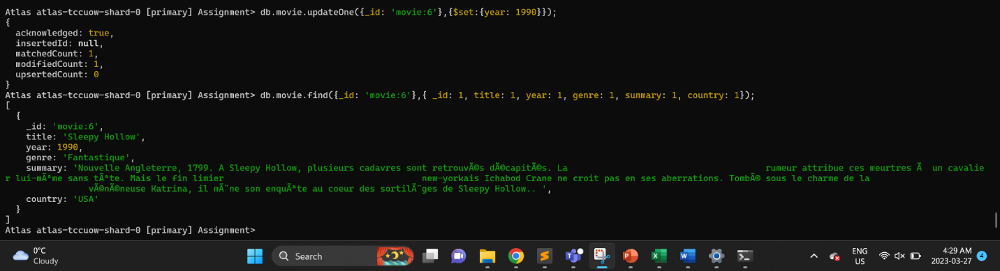 Atlas atlas-tccuow-shard-0 [primary] Assignment> db.movie.updateOne({_id: 'movie:6'},{$set:{year: 1990}});
{
acknowledged: true,
insertedId: null,
matchedCount: 1,
modifiedCount: 1,
upsertedCount: 0
}
Atlas atlas-tccuow-shard-0 [primary] Assignment> db.movie.find({_id: 'movie:6'},{ _id: 1, title: 1, year: 1, genre: 1, summary: 1, country: 1});
[
{
_id: 'movie:6',
title: 'Sleepy Hollow',
year: 1990,
genre: 'Fantastique',
summary: 'Nouvelle Angleterre, 1799. A Sleepy Hollow, plusieurs cadavres sont retrouvÃ©s dÃ©capitÃ©s. La rumeur attribue ces meurtres Ã  un cavalie
r lui-mÃªme sans tÃªte. Mais le fin limier new-yorkais Ichabod Crane ne croit pas en ses aberrations. TombÃ© sous le charme de la
vÃ©nÃ©neuse Katrina, il mÃ¨ne son enquÃªte au coeur des sortilÃ¨ges de Sleepy Hollow.. ',
country: 'USA'
}
]
Atlas atlas-tccuow-shard-0 [primary] Assignment>
0°C
Cloudy
Search
ENG
US
4:29 AM
2023-03-27
4